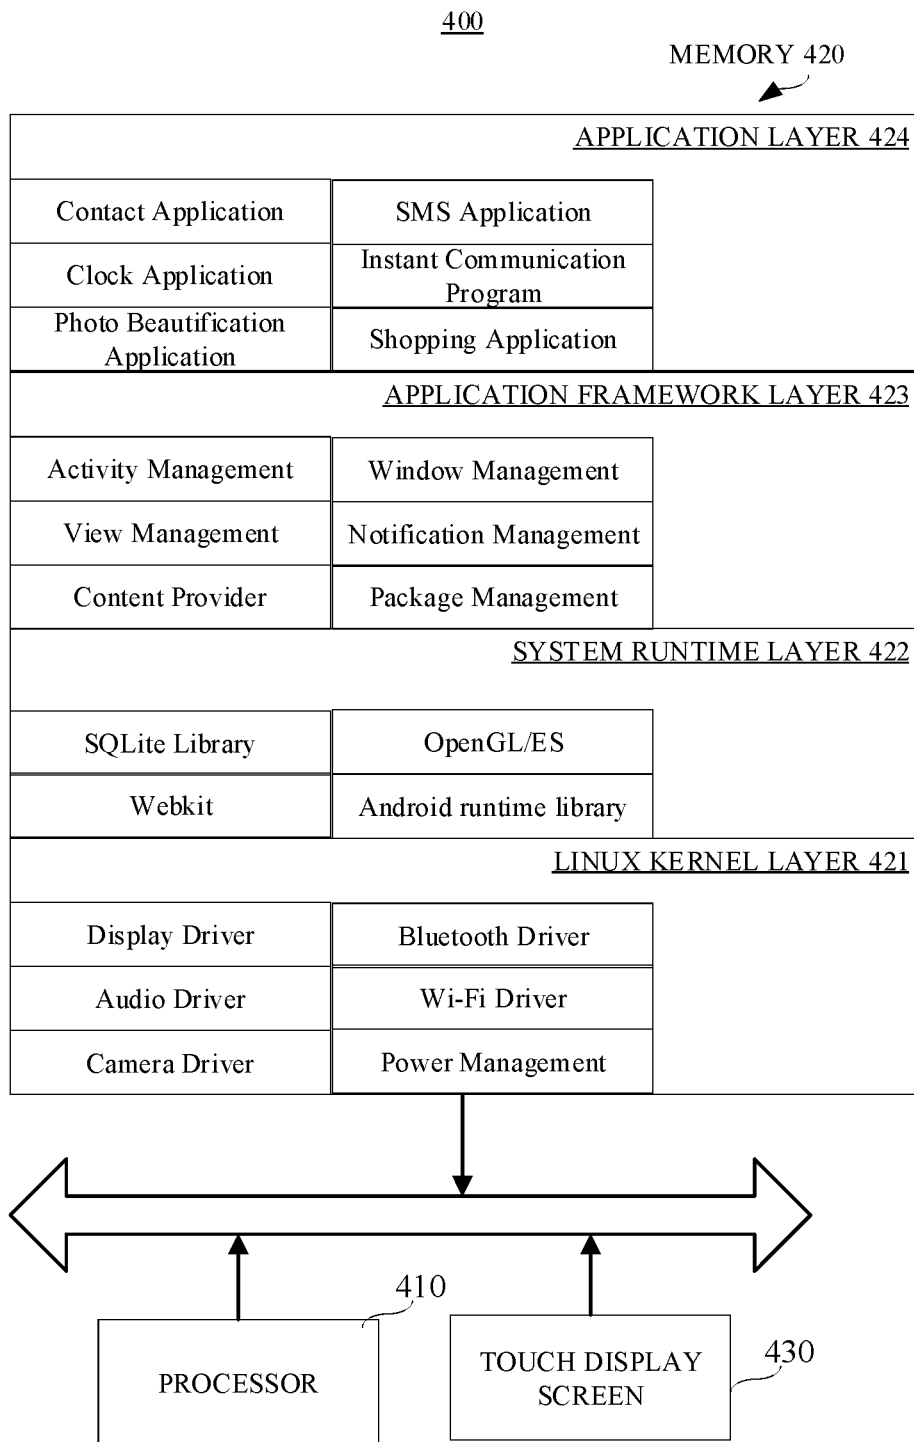 400
MEMORY 420
APPLICATION LAYER 424
Contact Application
SMS Application
Clock Application
Instant Communication
Program
Photo Beautification
Application
Shopping Application
APPLICATION FRAMEWORK LAYER 423
Activity Management
Window Management
View Management
Notification Management
Content Provider
Package Management
SYSTEM RUNTIME LAYER 422
SQLite Library
OpenGL/ES
Webkit
Android runtime library
LINUX KERNEL LAYER 421
Display Driver
Bluetooth Driver
Audio Driver
Wi-Fi Driver
Camera Driver
Power Management
410
PROCESSOR
TOUCH DISPLAY
SCREEN
430